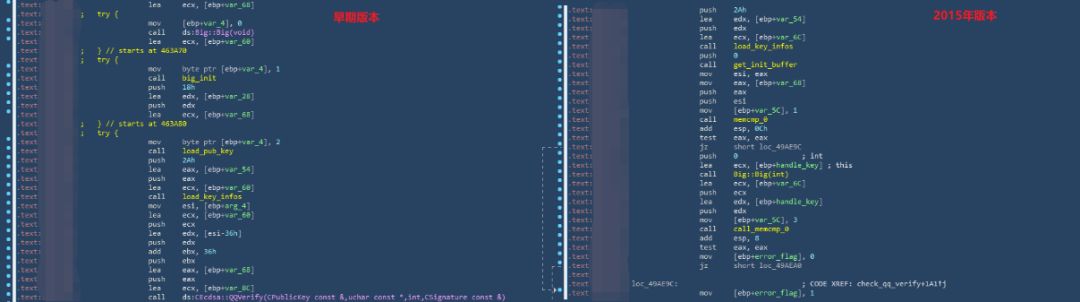 早期版本
.text: lea ecx, [ebp+var_68]
.text: ; try {
.text: mov [ebp+var_4], 0
.text: call ds:Big::Big(void)
.text: lea ecx, [ebp+var_60]
.text: ; } // starts at 463A70
.text: ; try {
.text: mov byte ptr [ebp+var_4], 1
.text: call big_init
.text: push 18h
.text: lea edx, [ebp+var_28]
.text: push edx
.text: lea ecx, [ebp+var_68]
.text: ; } // starts at 463A80
.text: ; try {
.text: mov byte ptr [ebp+var_4], 2
.text: call load_pub_key
.text: push 2Ah
.text: lea eax, [ebp+var_54]
.text: push eax
.text: lea ecx, [ebp+var_60]
.text: call load_key_infos
.text: mov esi, [ebp+arg_4]
.text: lea ecx, [ebp+var_60]
.text: push ecx
.text: lea edx, [esi-36h]
.text: push edx
.text: add ebx, 36h
.text: push ebx
.text: lea eax, [ebp+var_68]
.text: push eax
.text: lea ecx, [ebp+var_8C]
.text: call ds:CEcdsa::QQVerify(CPublicKey const &,uchar const *,int,CSignature const &)
2015年版本
.text: push 2Ah
.text: lea edx, [ebp+var_54]
.text: push edx
.text: lea ecx, [ebp+var_6C]
.text: call load_key_infos
.text: push 0
.text: call get_init_buffer
.text: mov esi, eax
.text: lea eax, [ebp+var_68]
.text: push eax
.text: push esi
.text: mov [ebp+var_5C], 1
.text: call memcmp_0
.text: add esp, 0Ch
.text: test eax, eax
.text: jz short loc_49AE9C
.text: push 0 ; int
.text: lea ecx, [ebp+handle_key] ; this
.text: call Big::Big(int)
.text: lea ecx, [ebp+var_6C]
.text: push ecx
.text: lea edx, [ebp+handle_key]
.text: push edx
.text: mov [ebp+var_5C], 3
.text: call call_memcmp_0
.text: add esp, 8
.text: test eax, eax
.text: mov [ebp+error_flag], 0
.text: jz short loc_49AEA0
.text:
.text: loc_49AE9C: ; CODE XREF: check_qq_verify+1A1↑j
.text: mov [ebp+error_flag], 1